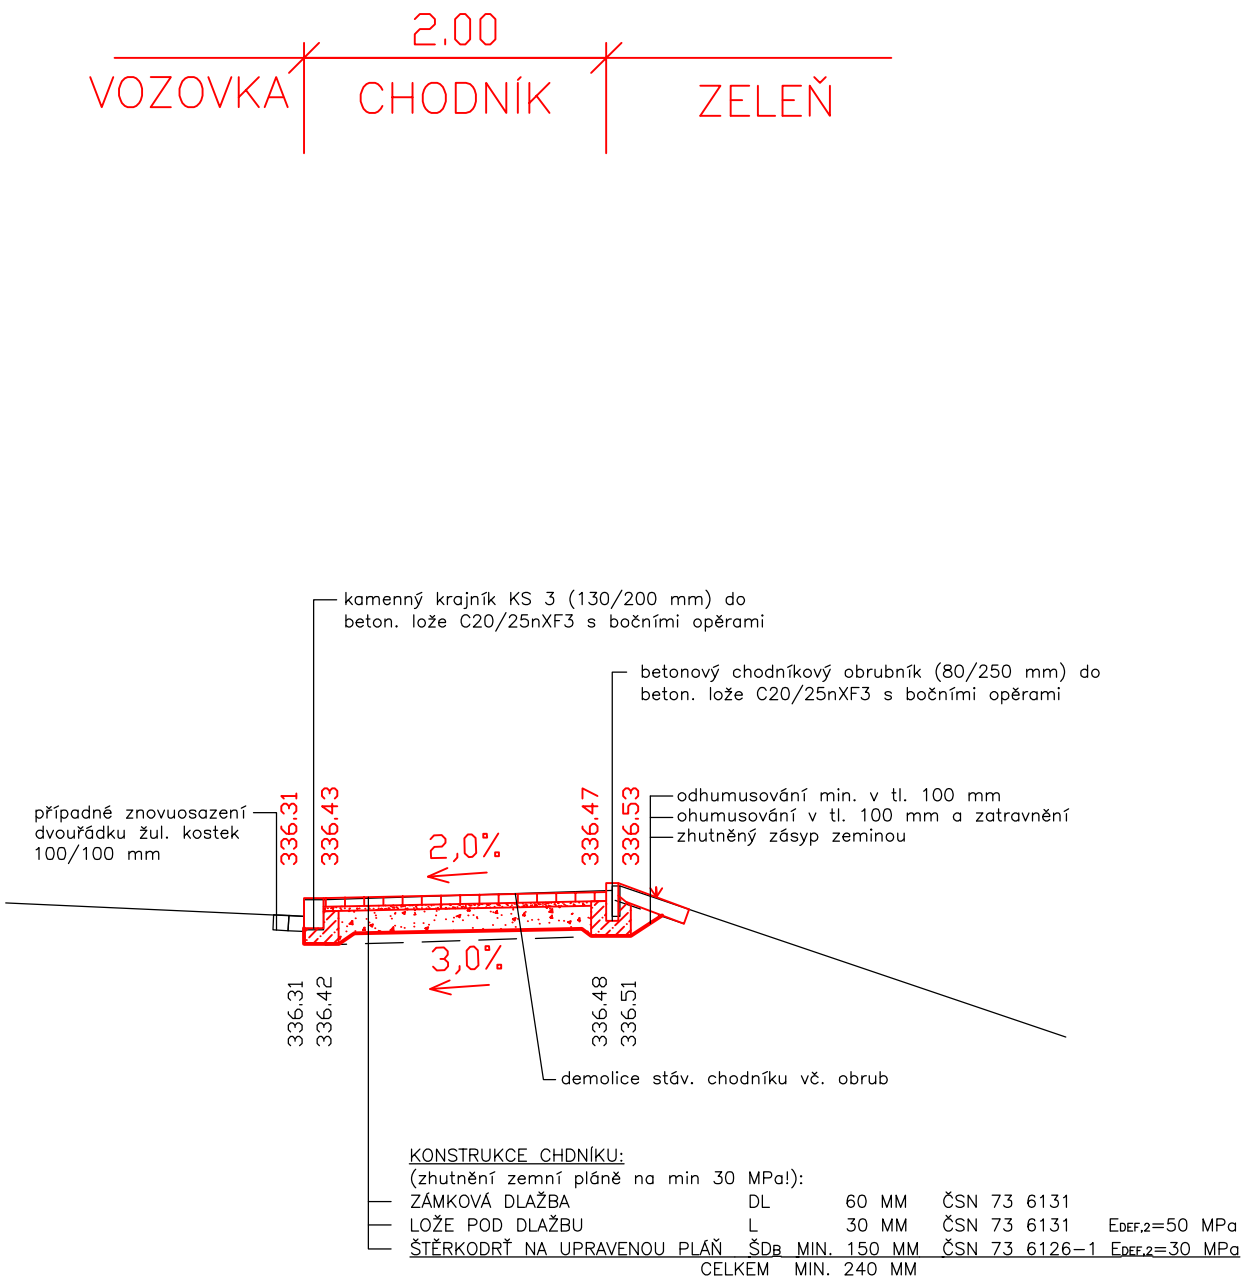 2.00
VOZOVKA CHODNÍK ZELEŇ
kamenný krajník KS 3 (130/200 mm) do
beton. lože C20/25nXF3 s bočními opěrami
betonový chodníkový obrubník (80/250 mm) do
beton. lože C20/25nXF3 s bočními opěrami
případné znovuosazení
dvouřádku žul. kostek
100/100 mm
336.31
336.43
336.47
336.53
odhumusování min. v tl. 100 mm
ohumusování v tl. 100 mm a zatravnění
zhutněný zásyp zeminou
2,0%
3,0%
336.31
336.42
336.48
336.51
demolice stáv. chodníku vč. obrub
KONSTRUKCE CHDNÍKU:
(zhutnění zemní pláně na min 30 MPa!):
ZÁMKOVÁ DLAŽBA DL 60 MM ČSN 73 6131
LOŽE POD DLAŽBU L 30 MM ČSN 73 6131 EDEF,2=50 MPa
ŠTĚRKODRŤ NA UPRAVENOU PLÁŇ ŠDB MIN. 150 MM ČSN 73 6126-1 EDEF,2=30 MPa
CELKEM MIN. 240 MM